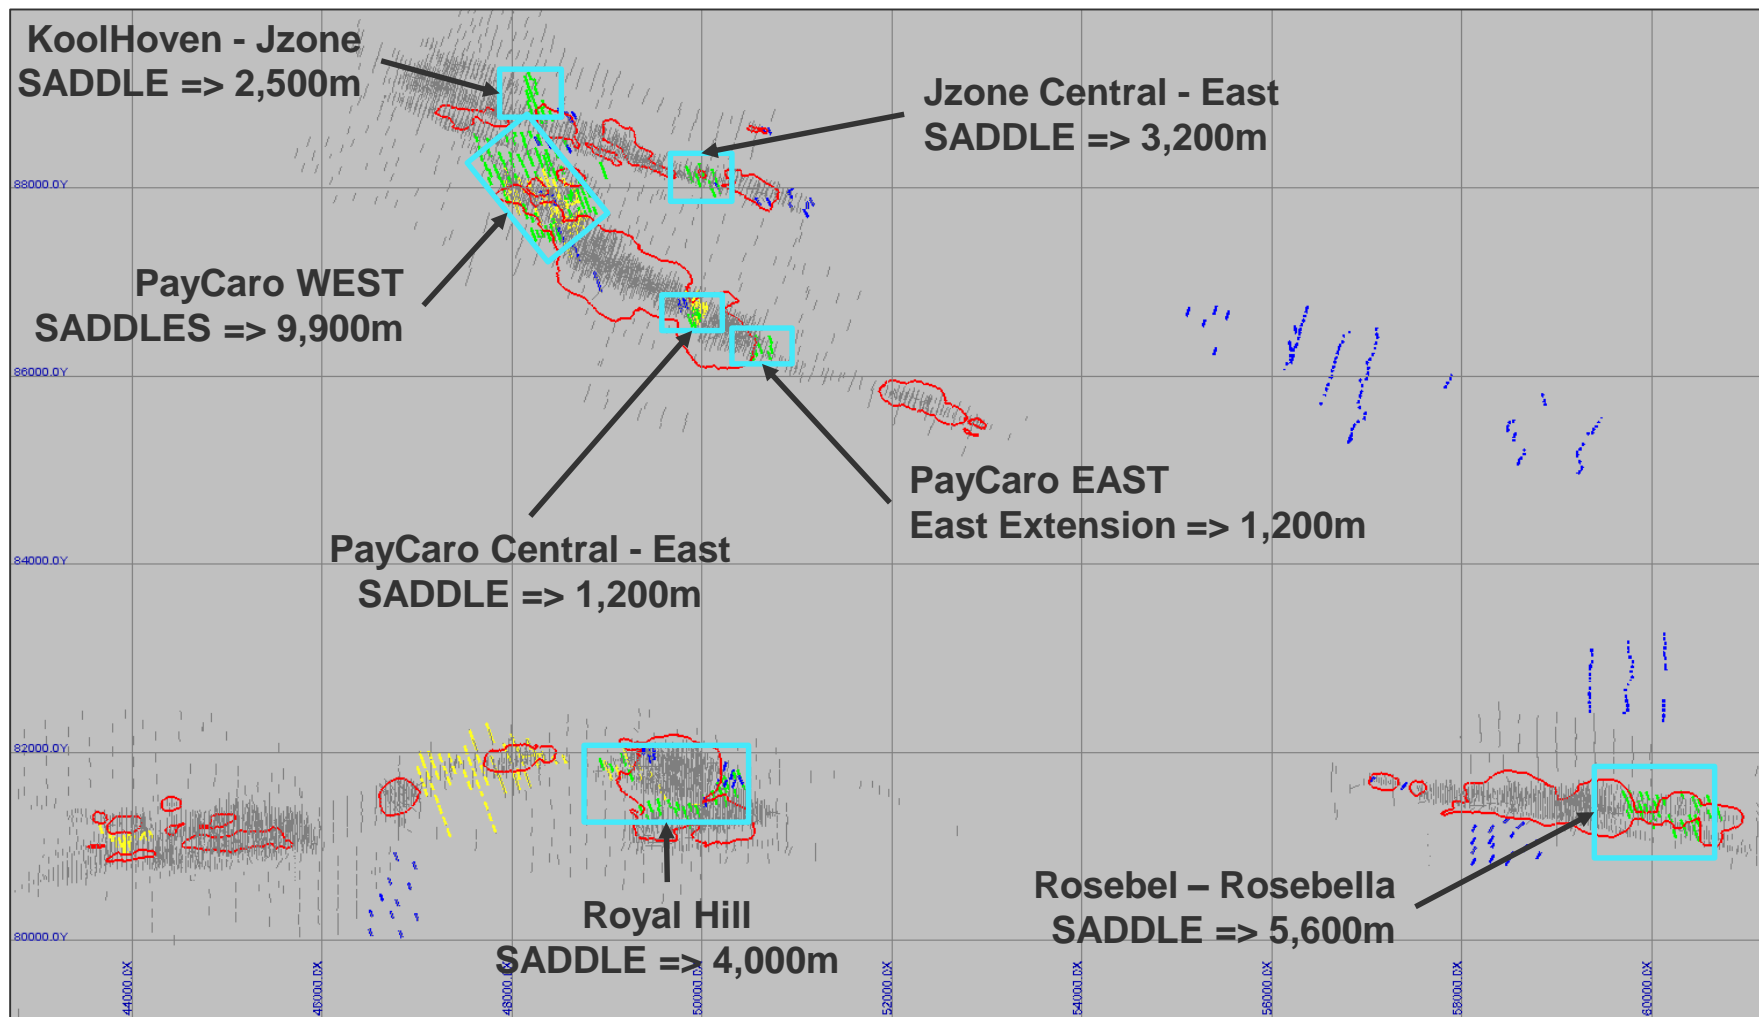 KoolHoven - Jzone
SADDLE => 2,500m
Jzone Central - East
SADDLE => 3,200m
88000.0Y
PayCaro WEST
SADDLES => 9,900m
86000.0Y
PayCaro EAST
East Extension => 1,200m
PayCaro Central - East
SADDLE => 1,200m
84000.0Y
82000.0Y
Rosebel – Rosebella
SADDLE => 5,600m
Royal Hill
SADDLE => 4,000m
80000.0Y
44000.0X
46000.0X
48000.0X
50000.0X
52000.0X
54000.0X
56000.0X
58000.0X
60000.0X